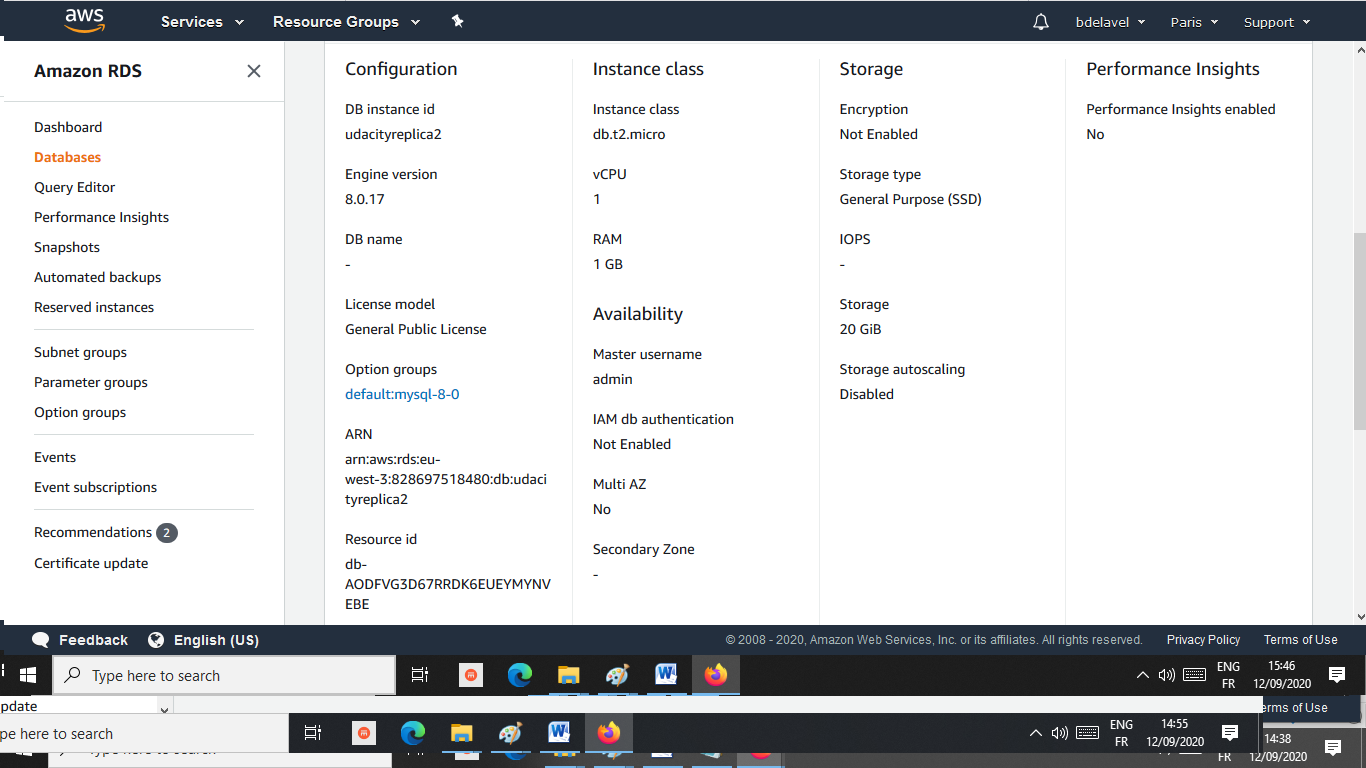 aws
Services
Resource Groups
bdelavel
Paris
Support
Amazon RDS
Dashboard
Databases
Query Editor
Performance Insights
Snapshots
Automated backups
Reserved instances
Subnet groups
Parameter groups
Option groups
Events
Event subscriptions
Recommendations 2
Certificate update
Configuration
DB instance id
udacityreplica2
Engine version
8.0.17
DB name
-
License model
General Public License
Option groups
default:mysql-8-0
ARN
arn:aws:rds:eu-
west-3:828697518480:db:udaci
tyreplica2
Resource id
db-
AODFVG3D67RRDK6EUEYMYNV
EBE
Instance class
Instance class
db.t2.micro
vCPU
1
RAM
1 GB
Availability
Master username
admin
IAM db authentication
Not Enabled
Multi AZ
No
Secondary Zone
-
Storage
Encryption
Not Enabled
Storage type
General Purpose (SSD)
IOPS
-
Storage
20 GiB
Storage autoscaling
Disabled
Performance Insights
Performance Insights enabled
No
Feedback
English (US)
© 2008 - 2020, Amazon Web Services, Inc. or its affiliates. All rights reserved.
Privacy Policy
Terms of Use
Type here to search
ENG
FR
15:46
12/09/2020
pdate
erms of Use
pe here to search
ENG
FR
14:55
12/09/2020
14:38
FR
12/09/2020